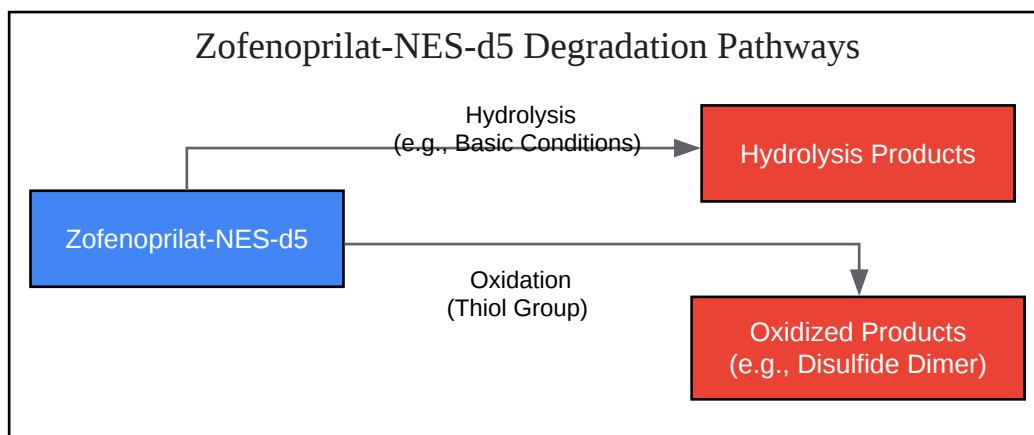 Zofenoprilat-NES-d5 Degradation Pathways
Hydrolysis
(e.g., Basic Conditions)
Hydrolysis Products
Zofenoprilat-NES-d5
Oxidation
(Thiol Group)
Oxidized Products
(e.g., Disulfide Dimer)